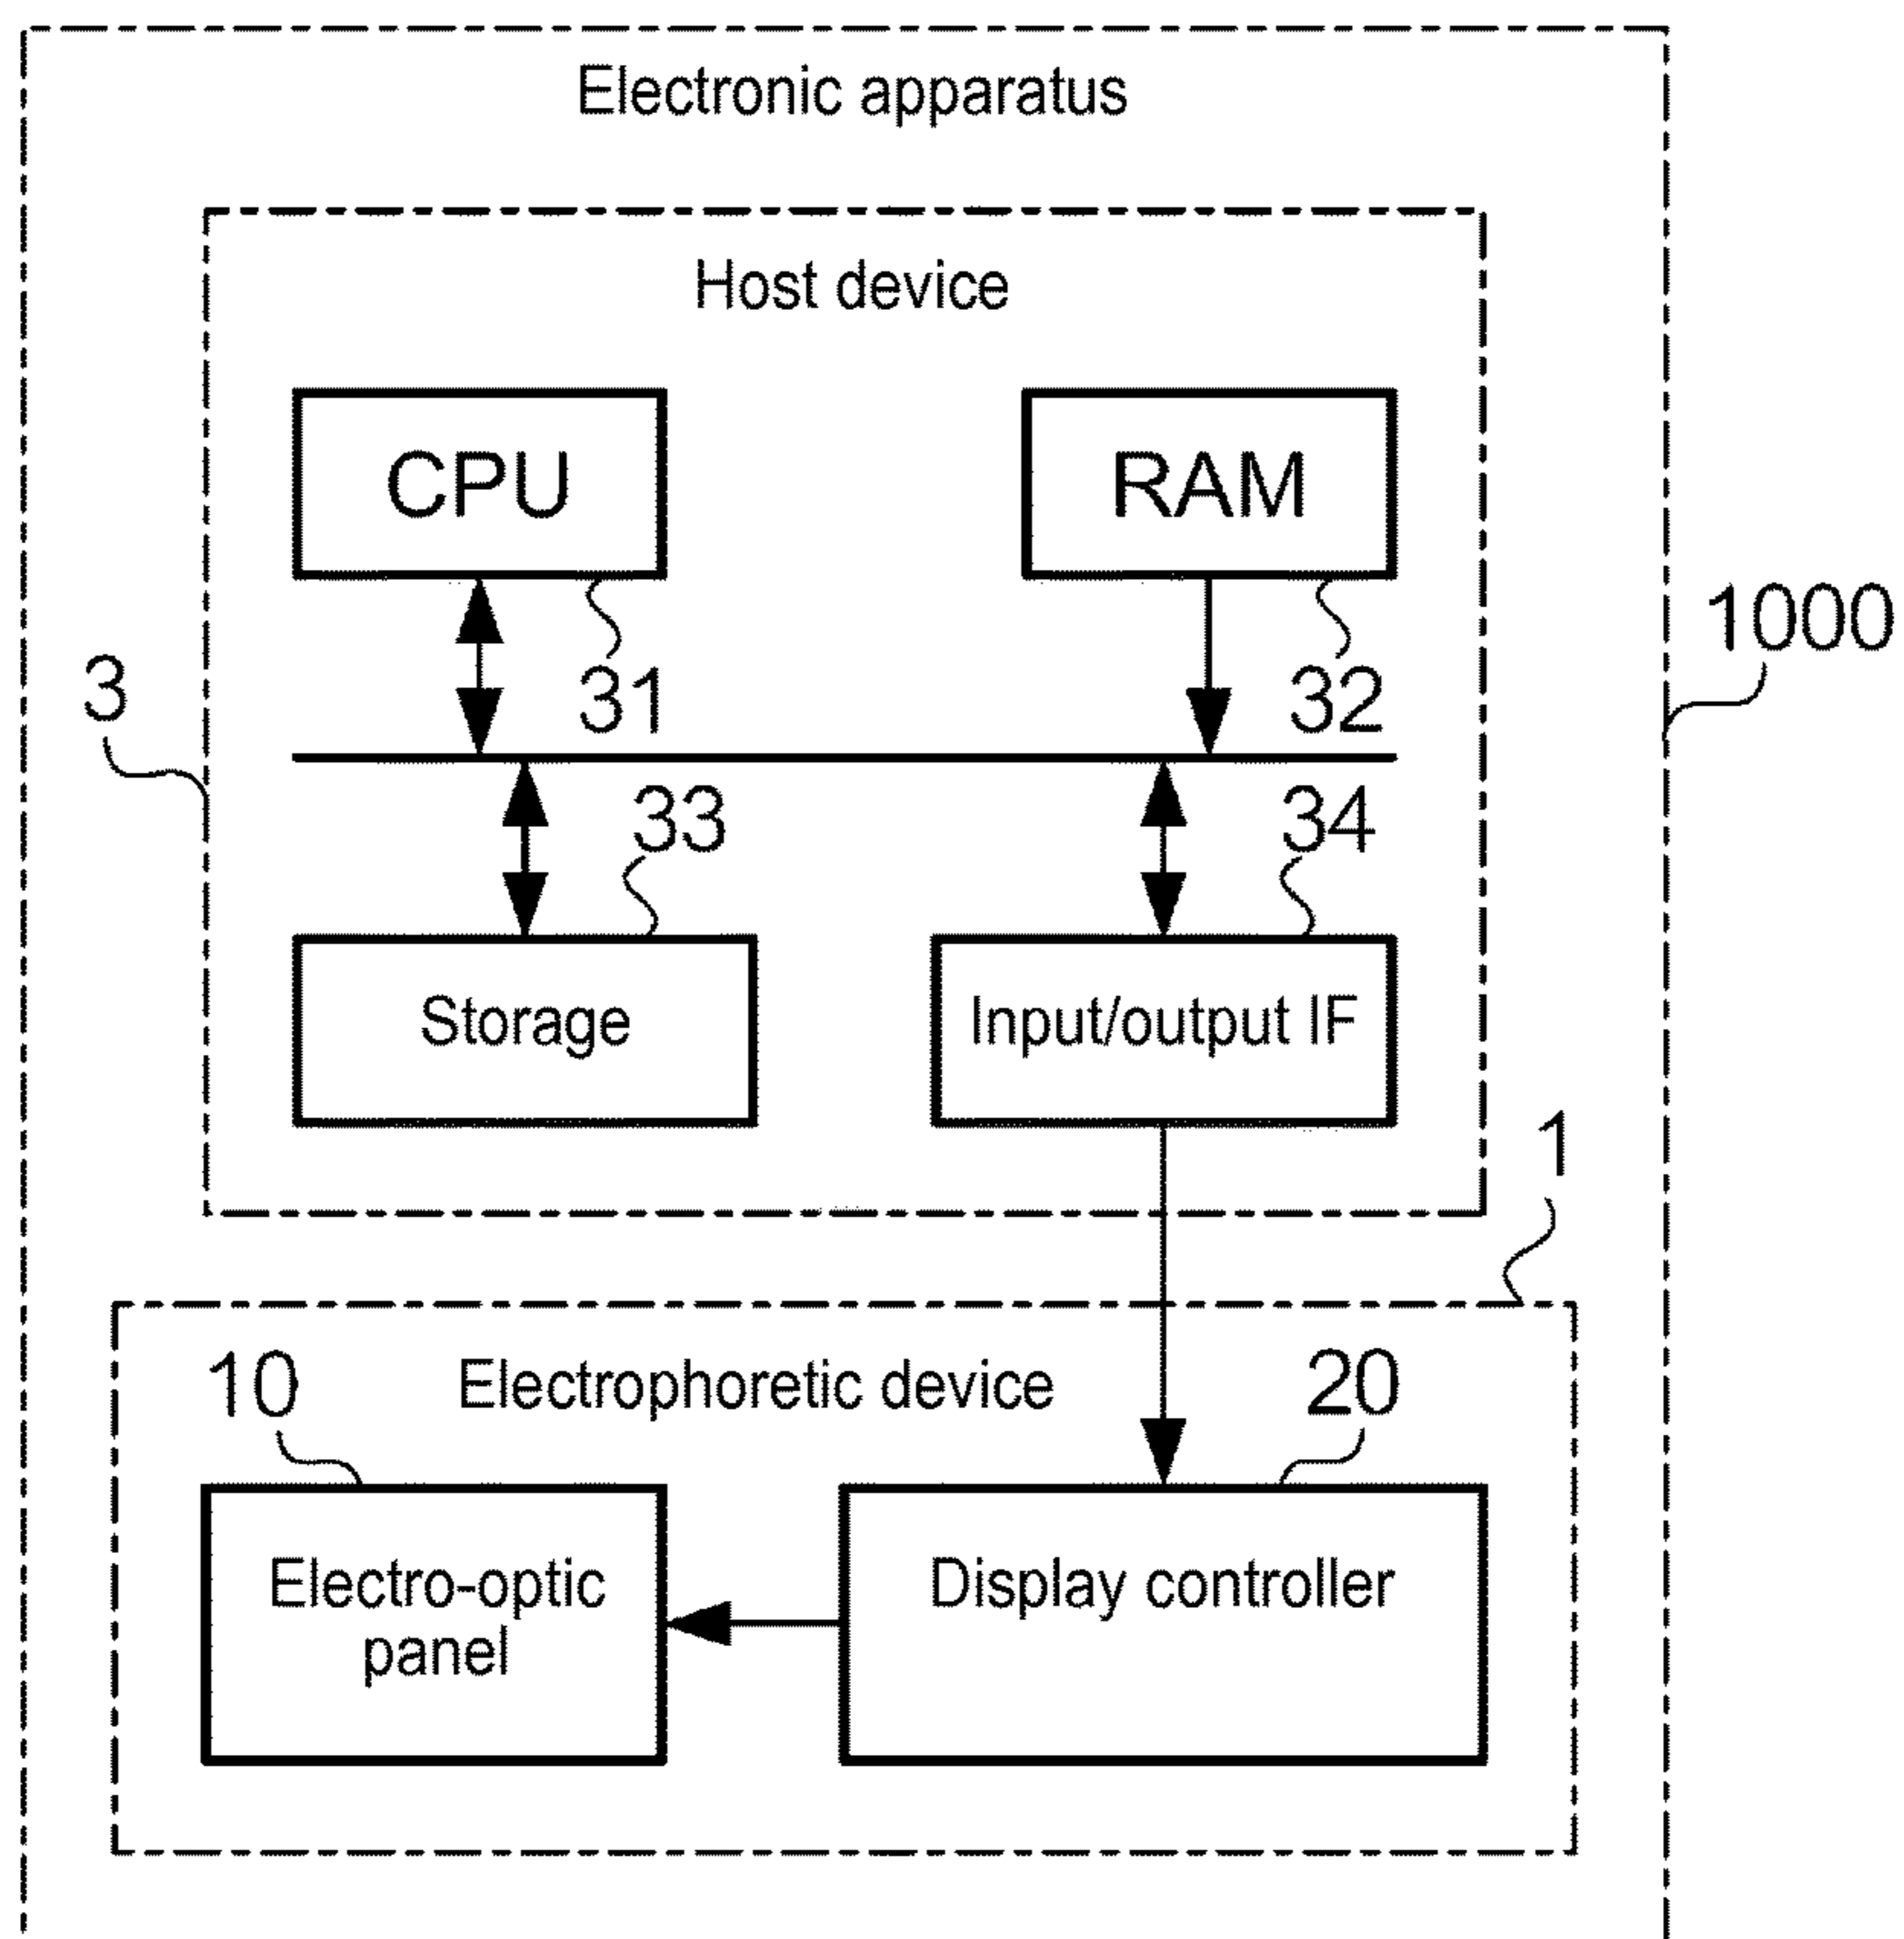 Electronic apparatus
Host device
CPU
RAM
1000
3
31
32
33
34
Storage
Input/output IF
1
10
Electrophoretic device
20
Electro-optic
panel
Display controller